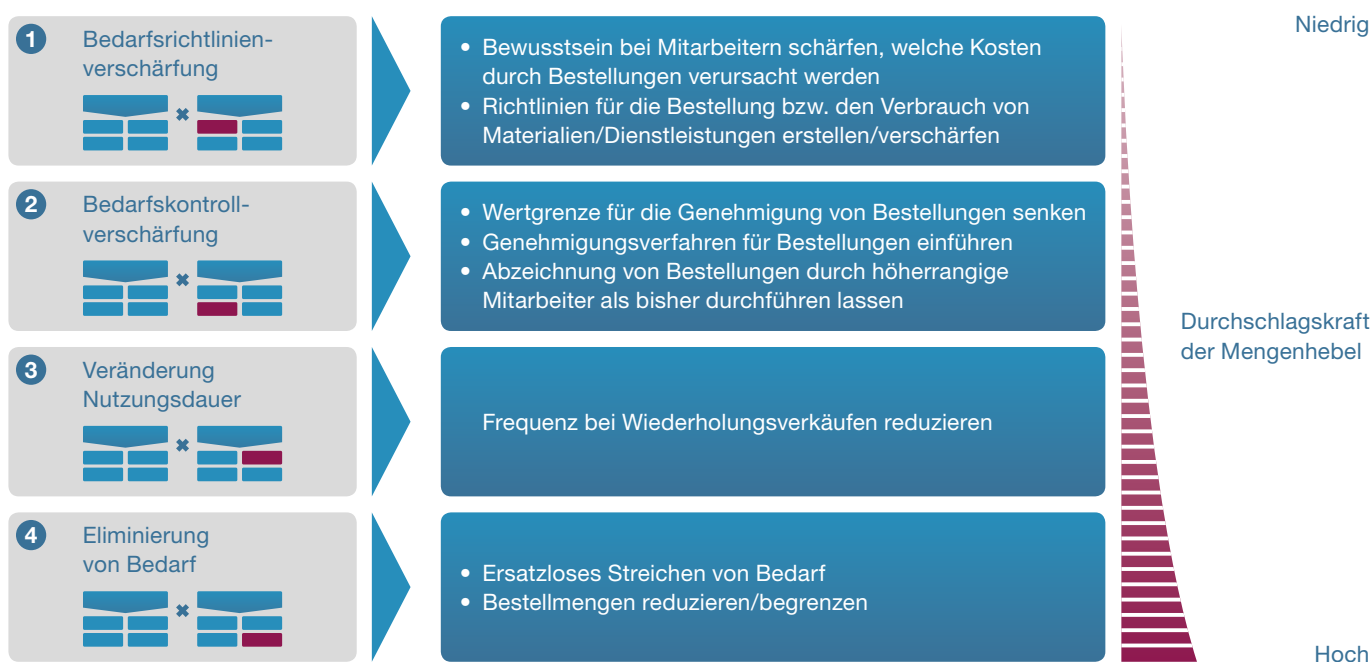 1 Bedarfsrichtlinien-
verschärfung
• Bewusstsein bei Mitarbeitern schärfen, welche Kosten
durch Bestellungen verursacht werden
• Richtlinien für die Bestellung bzw. den Verbrauch von
Materialien/Dienstleistungen erstellen/verschärfen
Niedrig
2 Bedarfskontroll-
verschärfung
• Wertgrenze für die Genehmigung von Bestellungen senken
• Genehmigungsverfahren für Bestellungen einführen
• Abzeichnung von Bestellungen durch höherrangige
Mitarbeiter als bisher durchführen lassen
Durchschlagskraft
der Mengenhebel
3 Veränderung
Nutzungsdauer
Frequenz bei Wiederholungsverkäufen reduzieren
4 Eliminierung
von Bedarf
• Ersatzloses Streichen von Bedarf
• Bestellmengen reduzieren/begrenzen
Hoch